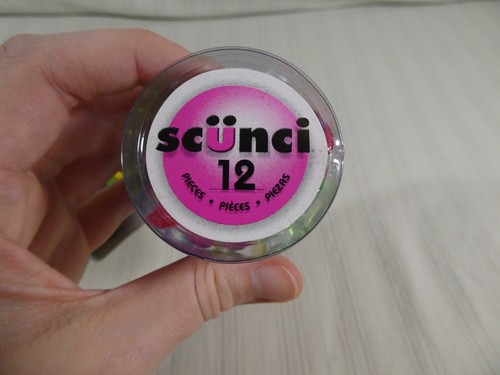 scünci
12
PIECES • PIÈCES • PIEZAS